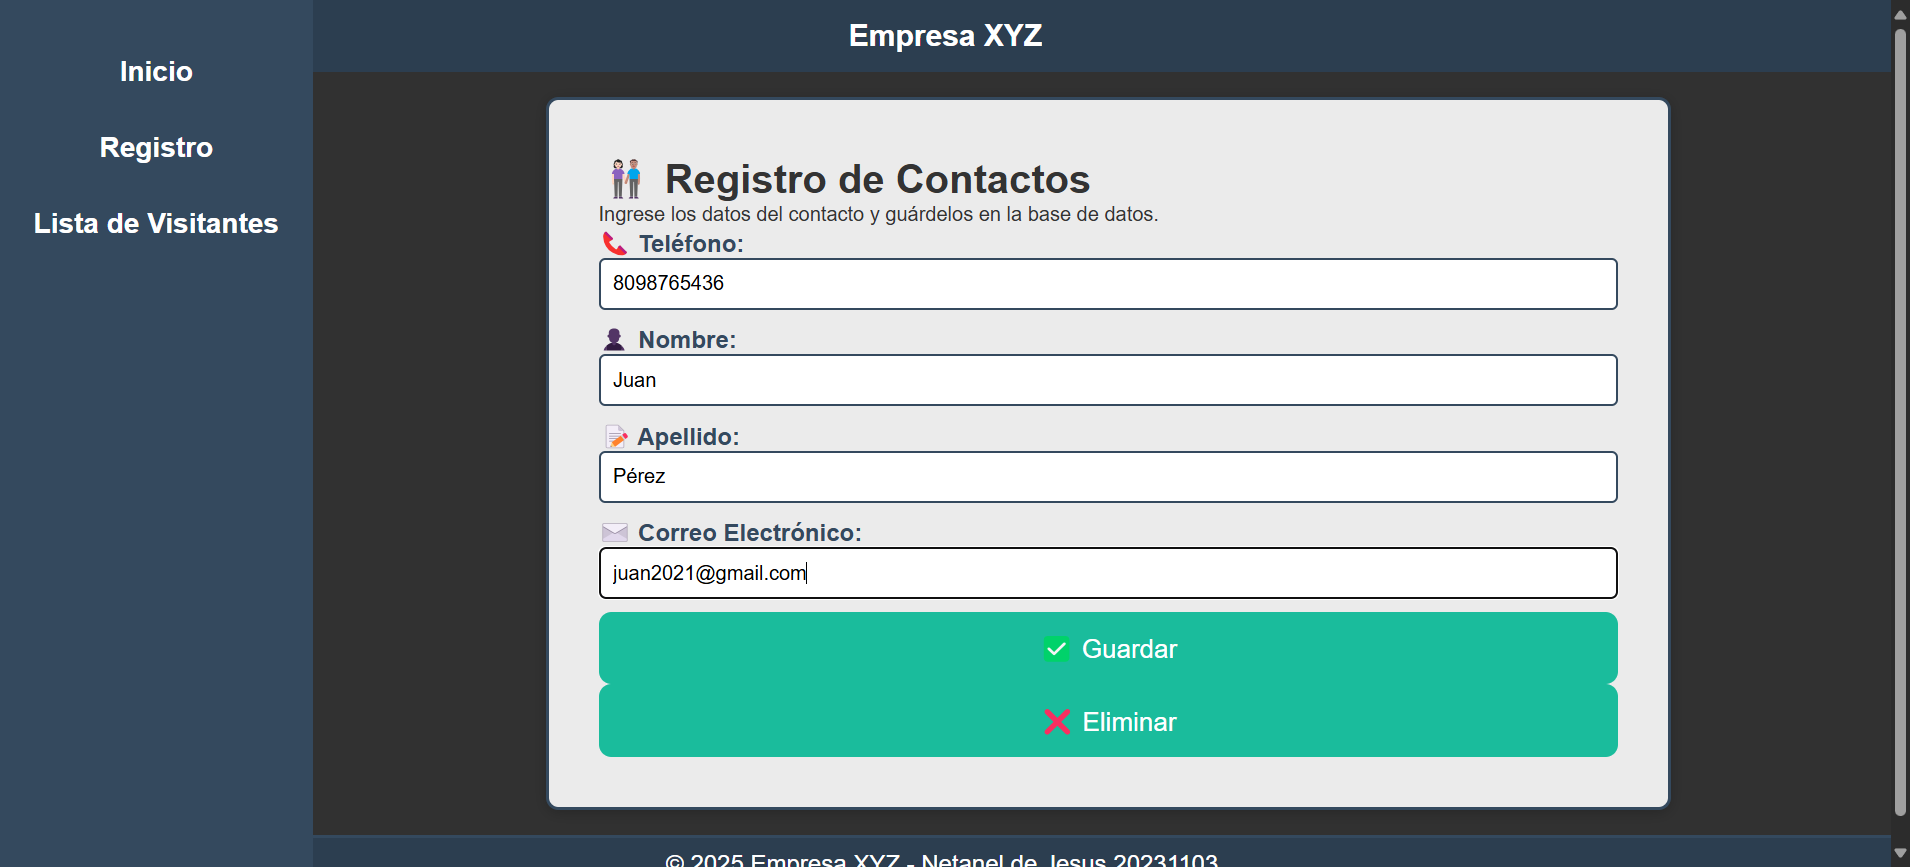 Inicio
Registro
Lista de Visitantes
Empresa XYZ
Registro de Contactos
Ingrese los datos del contacto y guárdelos en la base de datos.
Teléfono:
8098765436
Nombre:
Juan
Apellido:
Pérez
Correo Electrónico:
juan2021@gmail.com
Guardar
Eliminar
© 2025 Empresa XYZ - Netanel de Jesus 20231103